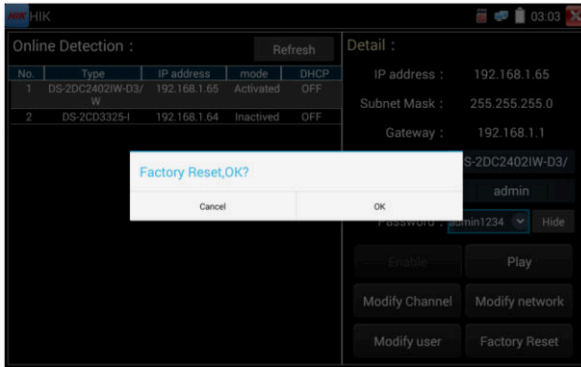 HIK HIK 03:03
Online Detection : Refresh
No. Type IP address mode DHCP
1 DS-2DC2402IW-D3/W 192.168.1.65 Activated OFF
2 DS-2CD3325-I 192.168.1.64 Inactived OFF
Detail :
IP address : 192.168.1.65
Subnet Mask : 255.255.255.0
Gateway : 192.168.1.1
S-2DC2402IW-D3/
admin
Password : admin1234 Hide
Enable Play
Modify Channel Modify network
Modify user Factory Reset
Factory Reset,OK?
Cancel OK